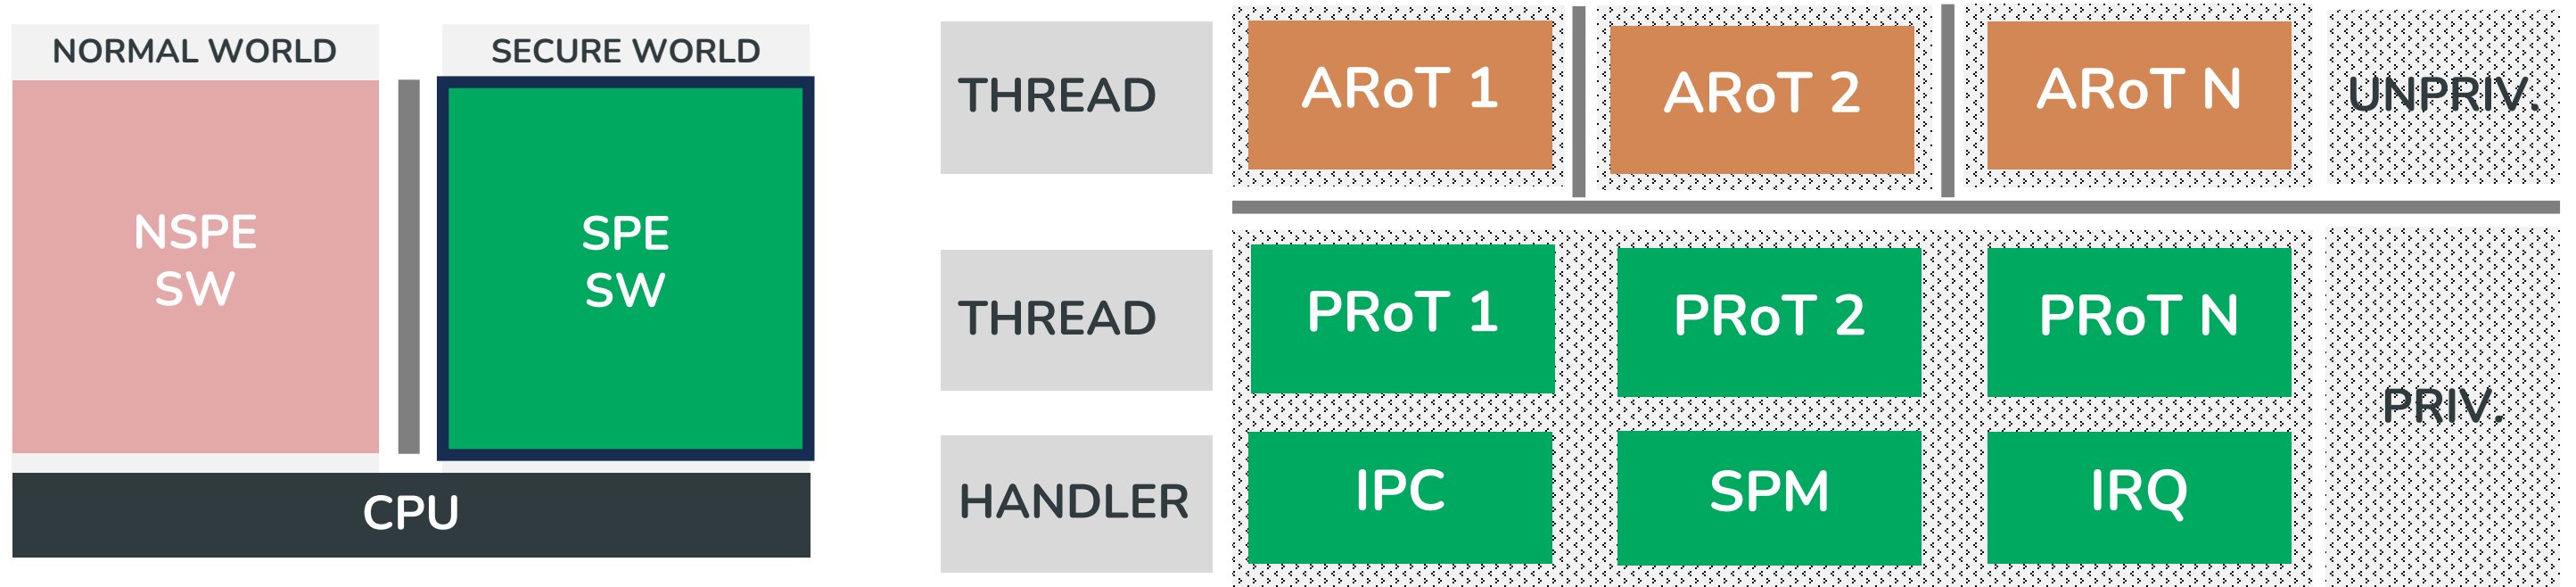 NORMAL WORLD
SECURE WORLD
NSPE
SW
SPE
SW
CPU
THREAD
ARoT 1
ARoT 2
ARoT N
UNPRIV.
THREAD
PRoT 1
PRoT 2
PRoT N
PRIV.
HANDLER
IPC
SPM
IRQ